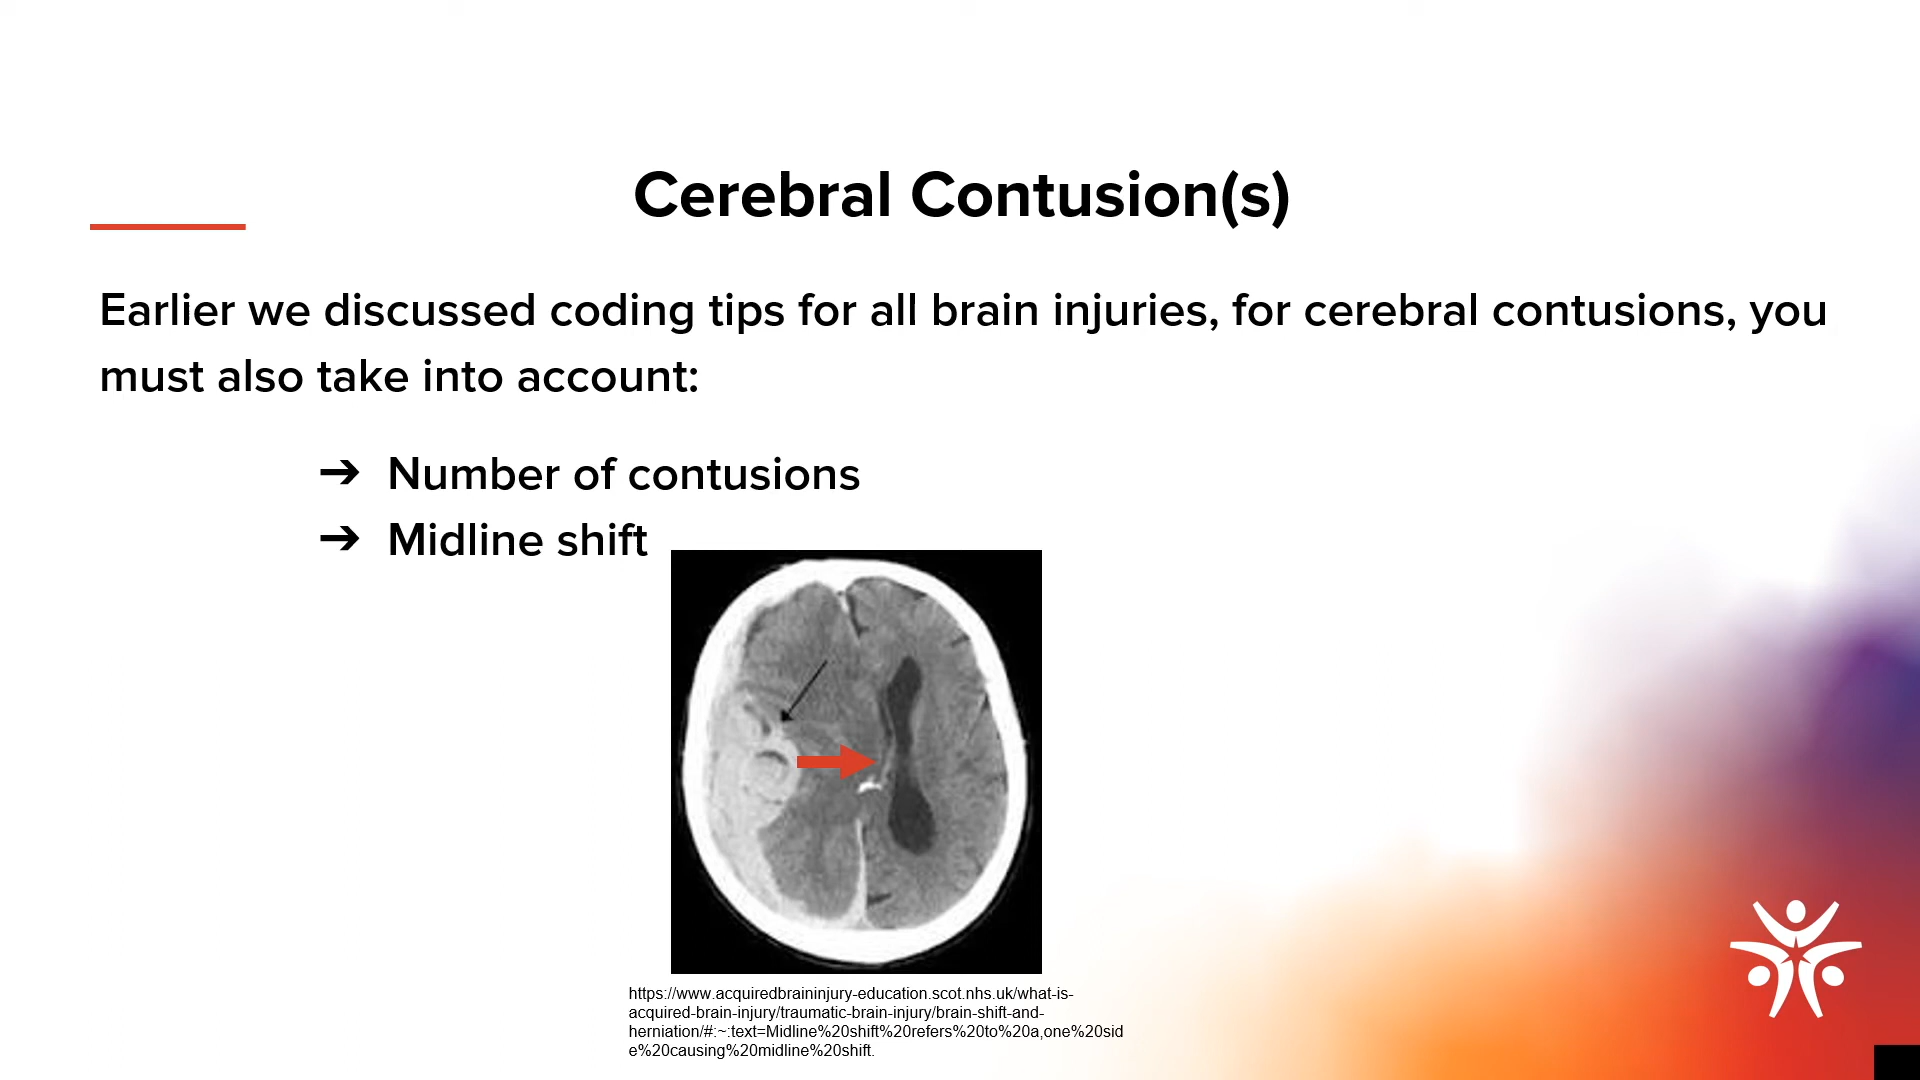 Cerebral Contusion(s)
Earlier we discussed coding tips for all brain injuries, for cerebral contusions, you
must also take into account:
➔ Number of contusions
➔ Midline shift
https://www.acquiredbraininjury-education.scot.nhs.uk/what-is-
acquired-brain-injury/traumatic-brain-injury/brain-shift-and-
herniation/#:~:text=Midline%20shift%20refers%20to%20a,one%20sid
e%20causing%20midline%20shift.